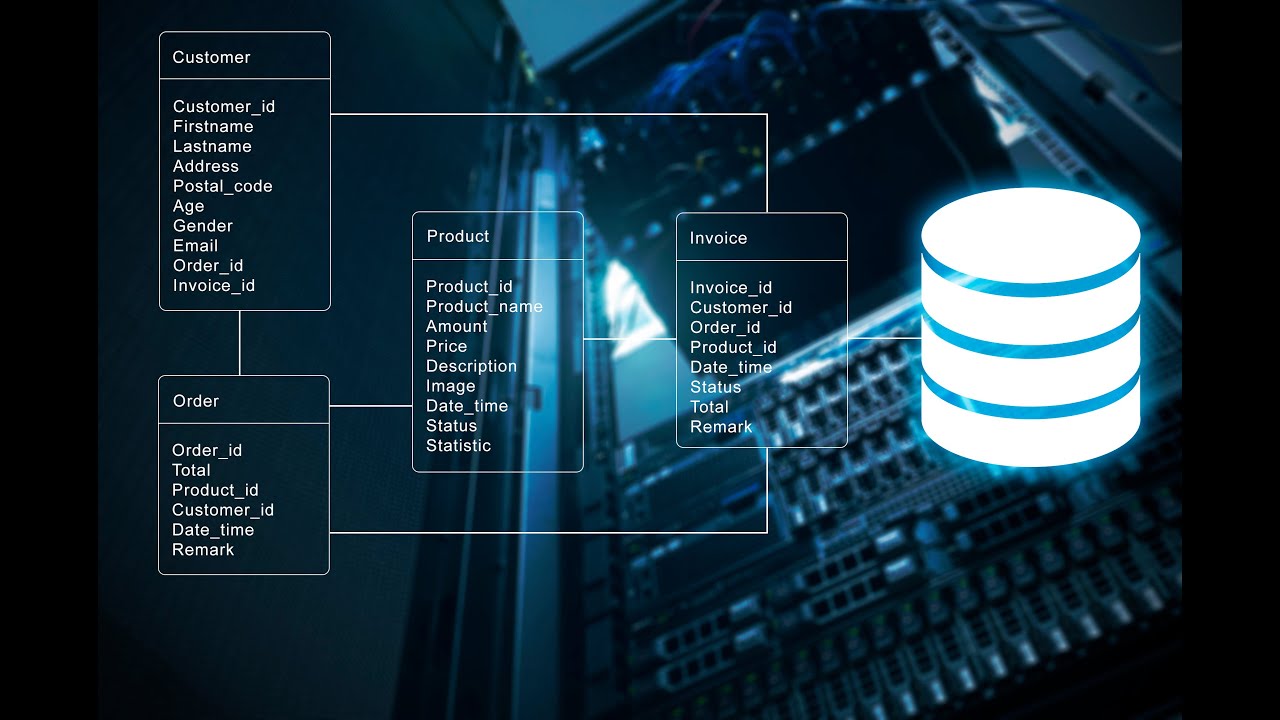 Customer
Customer_id
Firstname
Lastname
Address
Postal_code
Age
Gender
Email
Order_id
Invoice_id
Order
Order_id
Total
Product_id
Customer_id
Date_time
Remark
Product
Product_id
Product_name
Amount
Price
Description
Image
Date_time
Status
Statistic
Invoice
Invoice_id
Customer_id
Order_id
Product_id
Date_time
Status
Total
Remark